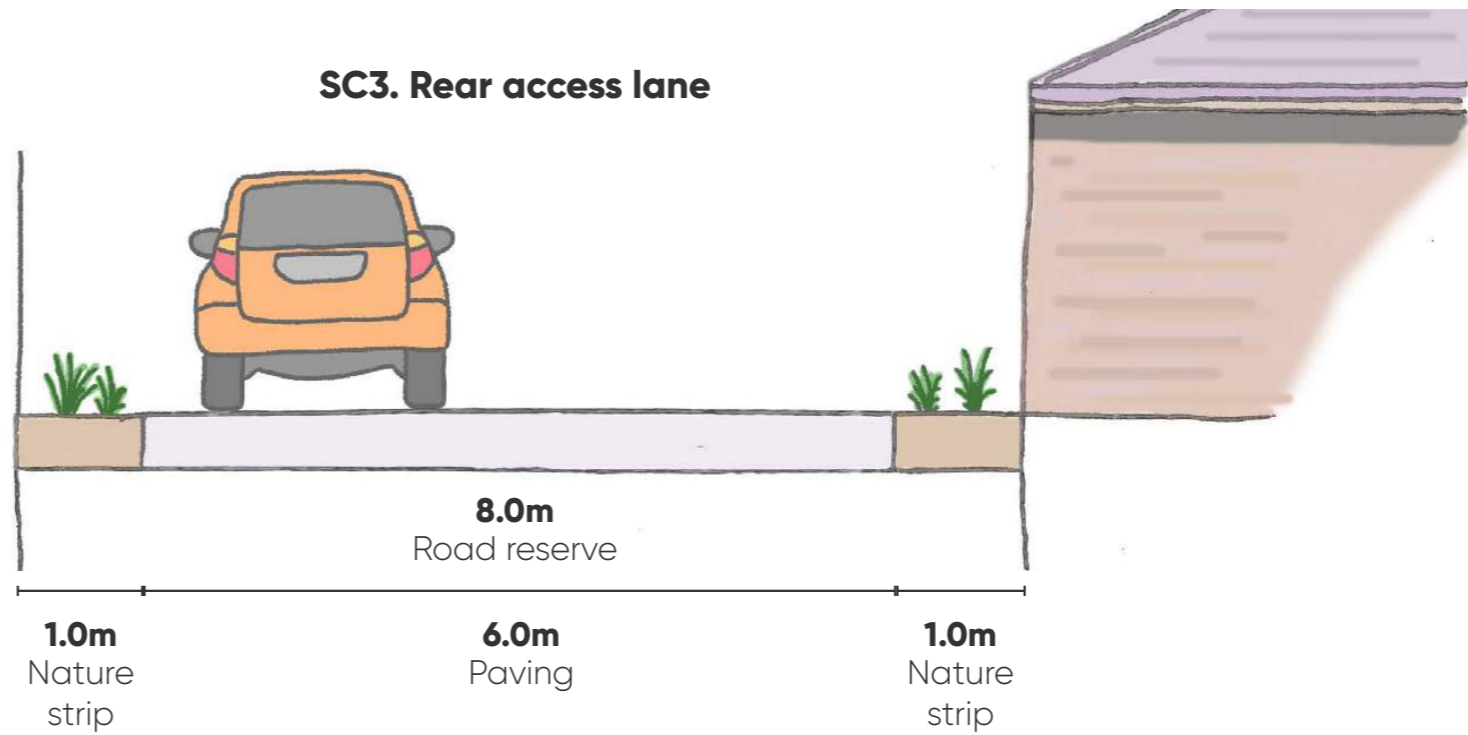 SC3. Rear access lane
8.0m
Road reserve
1.0m
Nature
strip
6.0m
Paving
1.0m
Nature
strip